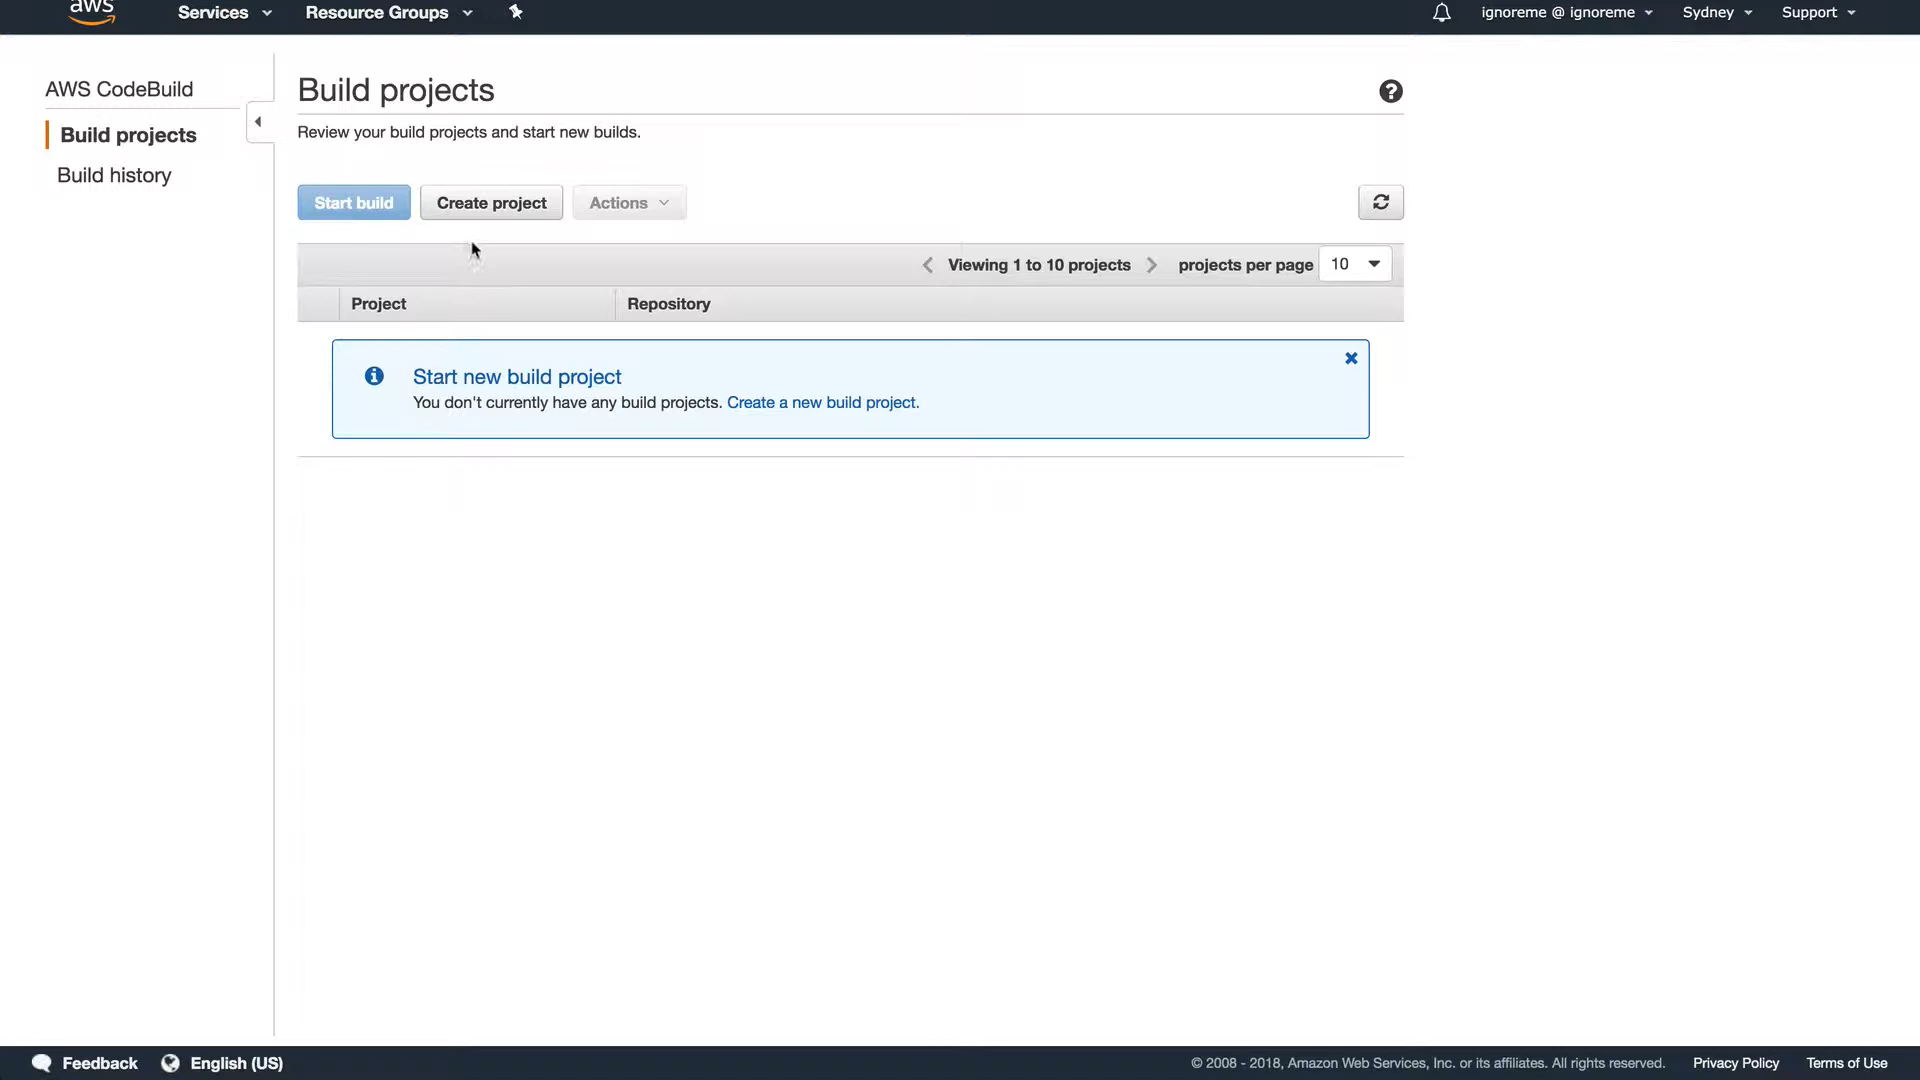 aws
Services
Resource Groups
ignoreme @ ignoreme
Sydney
Support
AWS CodeBuild
Build projects
Build history
Build projects
Review your build projects and start new builds.
Start build
Create project
Actions
Viewing 1 to 10 projects
projects per page
10
Project
Repository
Start new build project
You don't currently have any build projects. Create a new build project.
Feedback
English (US)
© 2008 - 2018, Amazon Web Services, Inc. or its affiliates. All rights reserved.
Privacy Policy
Terms of Use